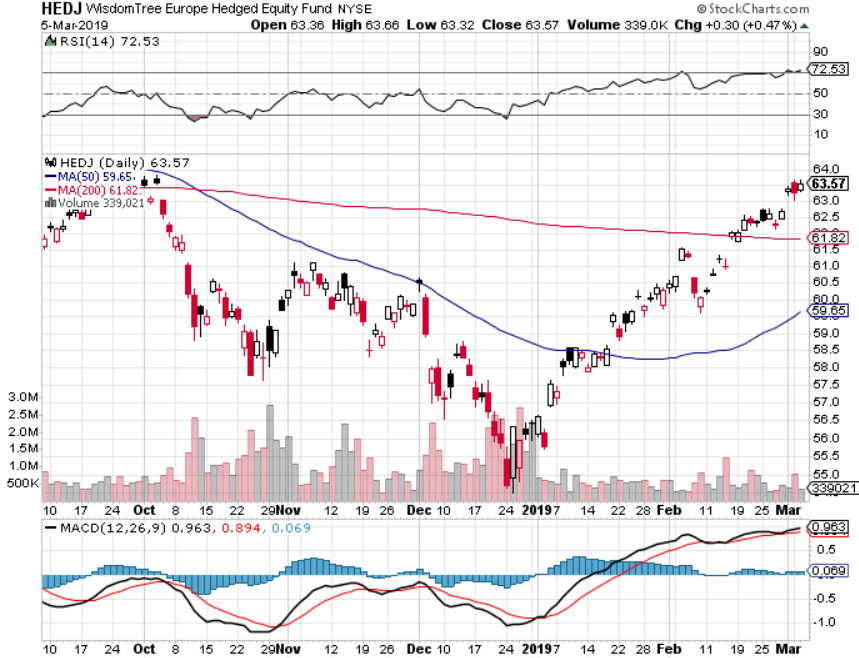 HEDJ WisdomTree Europe Hedged Equity Fund NYSE © StockCharts.com
5-Mar-2019 Open 63.36 High 63.66 Low 63.32 Close 63.57 Volume 339.0K Chg +0.30 (+0.47%)
RSI(14) 72.53
90
72.53
50
30
10
HEDJ (Daily) 63.57
MA(50) 59.65
MA(200) 61.82
Volume 339,021
64.0
63.57
63.0
62.5
61.82
61.5
61.0
60.5
60.0
59.65
59.0
58.5
58.0
57.5
57.0
56.5
56.0
55.5
55.0
3.0M
2.5M
2.0M
1.5M
1.0M
500K
339021
10 17 24 Oct 8 15 22 29 Nov 12 19 26 Dec 10 17 24 2019 7 14 22 28 Feb 11 19 25 Mar
MACD(12,26,9) 0.963, 0.894, 0.069
0.963
0.5
0.069
-0.5
-1.0
10 17 24 Oct 8 15 22 29 Nov 12 19 26 Dec 10 17 24 2019 7 14 22 28 Feb 11 19 25 Mar